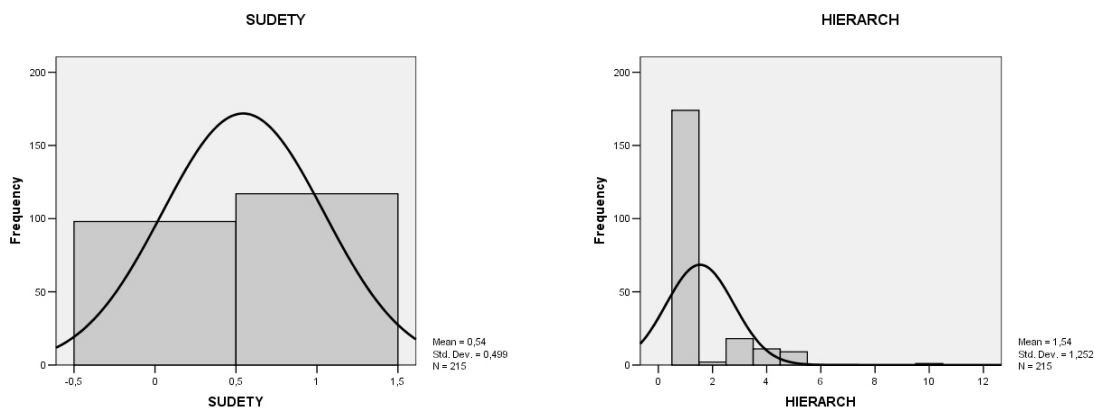 SUDETY
HIERARCH
200
150
100
50
0
Frequency
-0,5
0
0,5
1
1,5
SUDETY
Mean = 0,54
Std. Dev. = 0,499
N = 215
200
150
100
50
0
Frequency
0
2
4
6
8
10
12
HIERARCH
Mean = 1,54
Std. Dev. = 1,252
N = 215